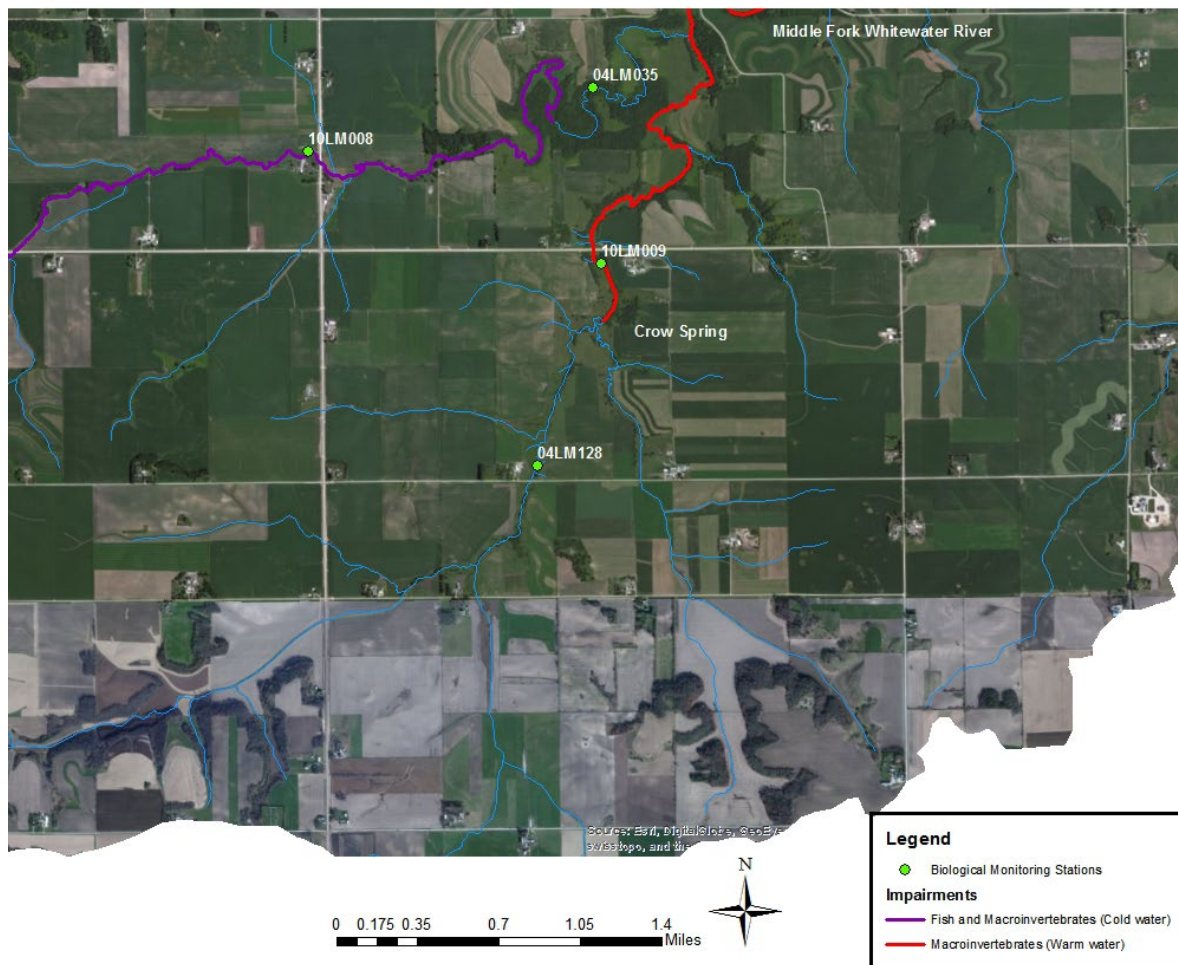 Middle Fork Whitewater River
04LM035
10LM008
10LM009
Crow Spring
04LM128
Source: Esri, DigitalGlobe, GeoEye
swisstopo, and the
N
0 0.175 0.35 0.7 1.05 1.4
Miles
Legend
Biological Monitoring Stations
Impairments
Fish and Macroinvertebrates (Cold water)
Macroinvertebrates (Warm water)